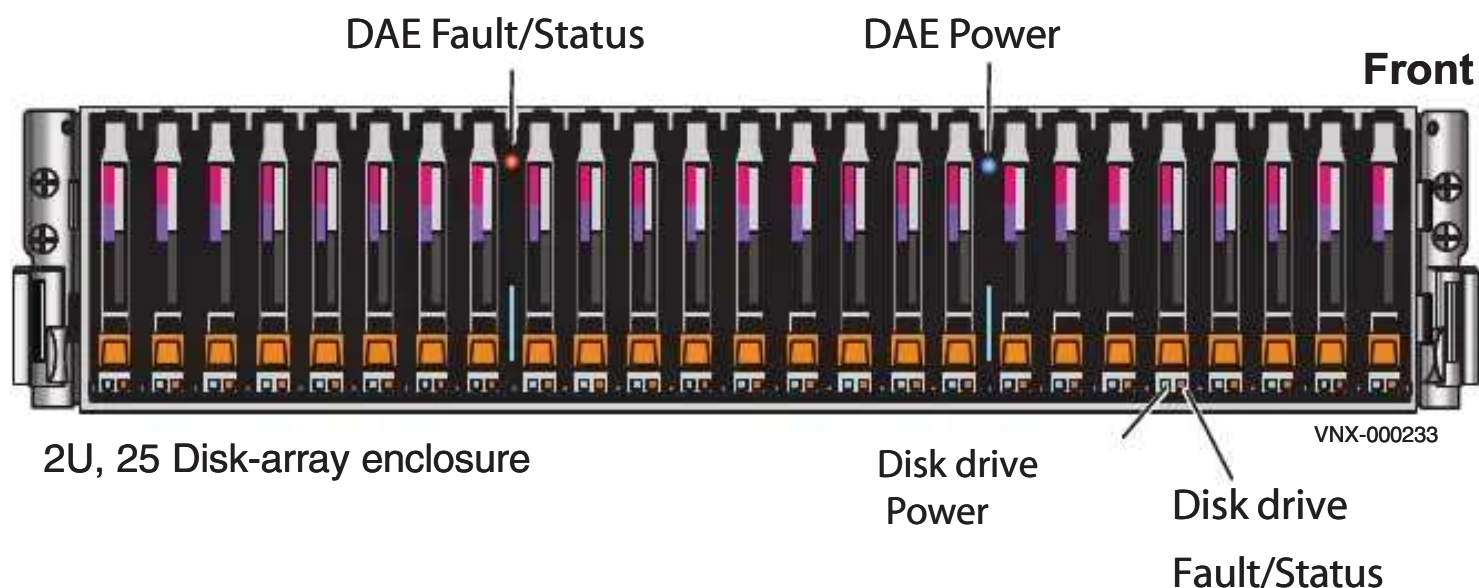 DAE Fault/Status
DAE Power
Front
VNX-000233
2U, 25 Disk-array enclosure
Disk drive
Power
Disk drive
Fault/Status